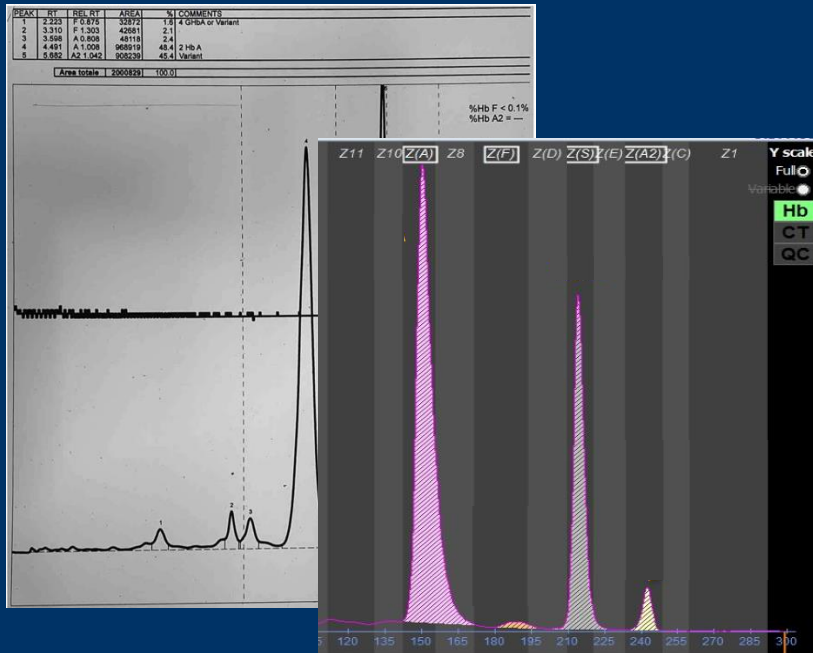 PEAK RT REL RT AREA % COMMENTS
1 2.223 F 0.875 32872 1.6 4 GHbA or Variant
2 3.310 F 1.303 42681 2.1
3 3.598 A 0.808 48118 2.4
4 4.491 A 1.008 968919 48.4 2 Hb A
5 5.682 A2 1.042 908239 45.4 Variant
Area totale 2000829 100.0
%Hb F < 0.1%
%Hb A2 = ---
4
1 2 3
Z11 Z10 Z(A) Z8 Z(F) Z(D) Z(S) Z(E) Z(A2) Z(C) Z1
Y scale
Full
Variable
Hb
CT
QC
120 135 150 165 180 195 210 225 240 255 270 285 300